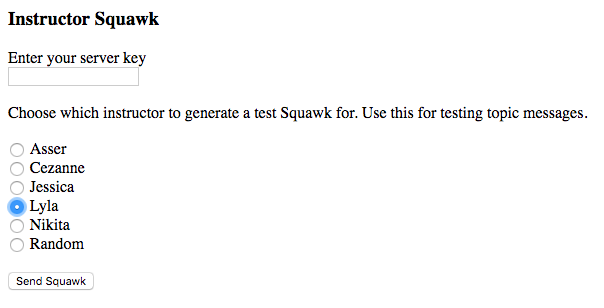 Instructor Squawk
Enter your server key
Choose which instructor to generate a test Squawk for. Use this for testing topic messages.
Asser
Cezanne
Jessica
Lyla
Nikita
Random
Send Squawk